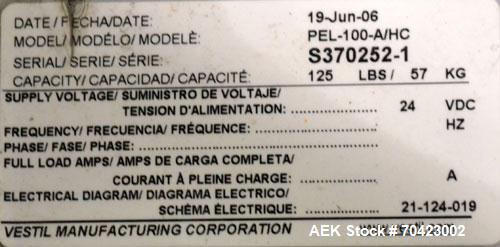 DATE / FECHA/DATE: 19-Jun-06
MODEL/ MODÉLO/ MODELÈ: PEL-100-A/HC
SERIAL/ SERIE/ SÉRIE: S370252-1
CAPACITY/ CAPACIDAD/ CAPACITÉ: 125 LBS / 57 KG
SUPPLY VOLTAGE/ SUMINISTRO DE VOLTAJE/
TENSION D'ALIMENTATION: 24 VDC
FREQUENCY/ FRECUENCIA/ FRÉQUENCE: HZ
PHASE/ FASE/ PHASE:
FULL LOAD AMPS/ AMPS DE CARGA COMPLETA/
COURANT À PLEINE CHARGE: A
ELECTRICAL DIAGRAM/ DIAGRAMA ELECTRICO/
SCHÉMA ÉLECTRIQUE: 21-124-019
VESTIL MANUFACTURING CORPORATION
AEK Stock # 70423002